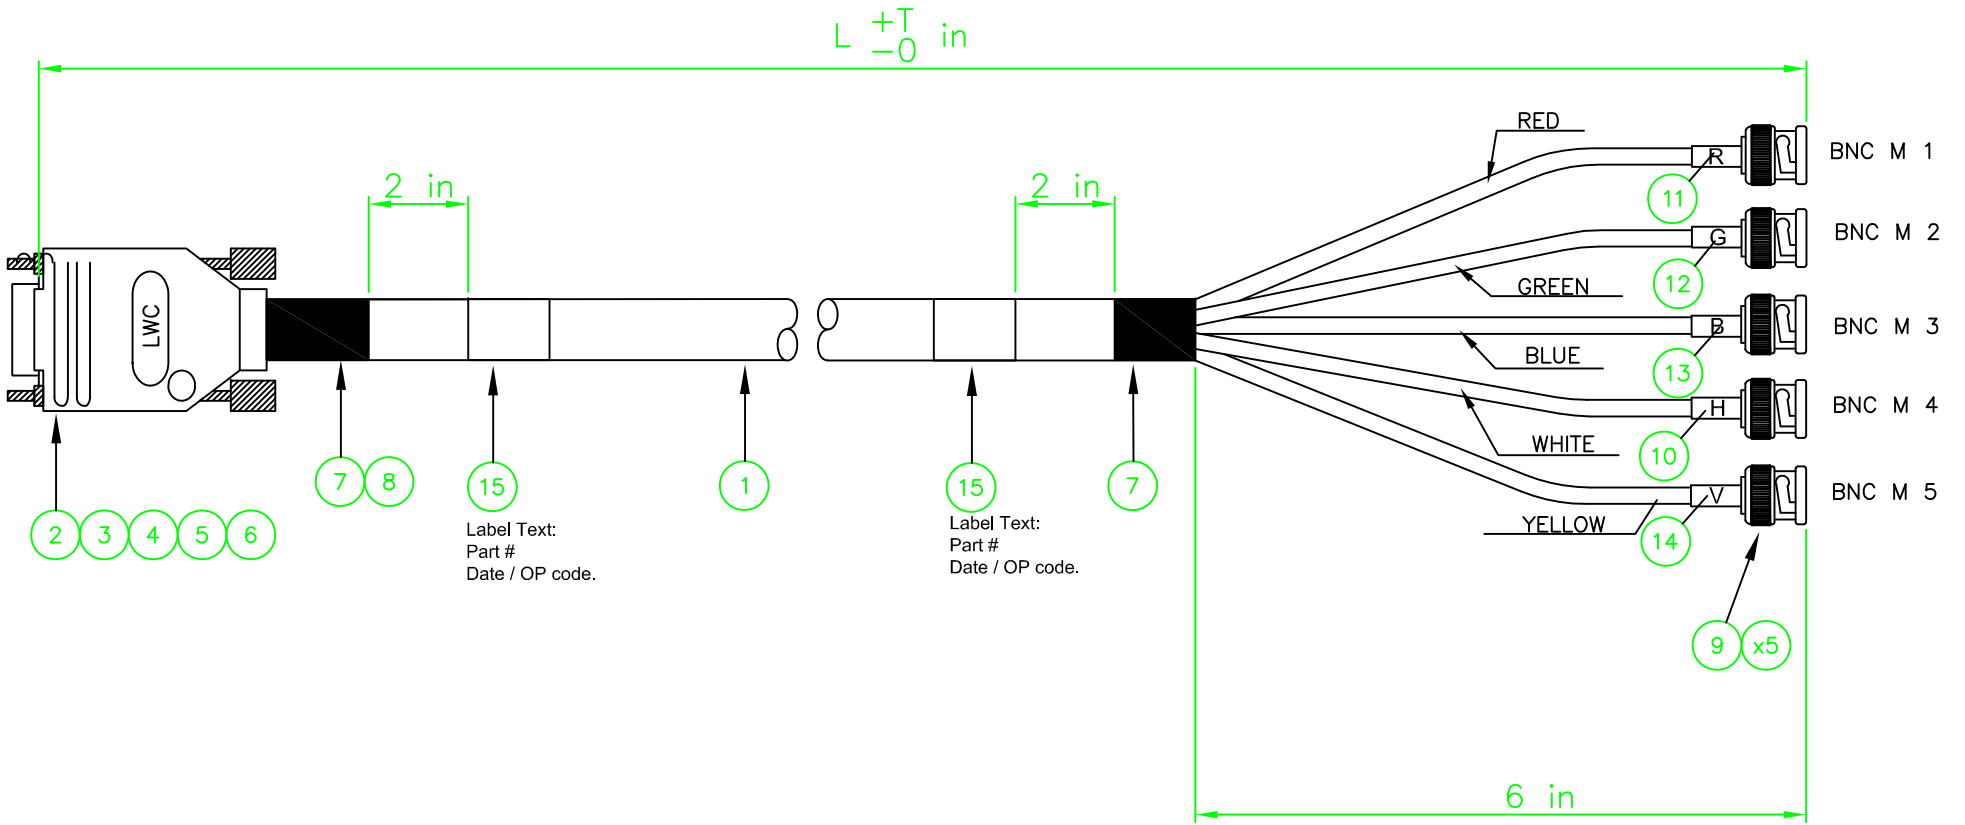 L +T -0 in
RED
R
BNC M 1
11
2 in
2 in
G
BNC M 2
12
GREEN
LWC
B
BNC M 3
BLUE
13
H
BNC M 4
WHITE
10
7 8
15
1
15
7
V
BNC M 5
YELLOW
14
2 3 4 5 6
Label Text:
Part #
Date / OP code.
Label Text:
Part #
Date / OP code.
9 x5
6 in